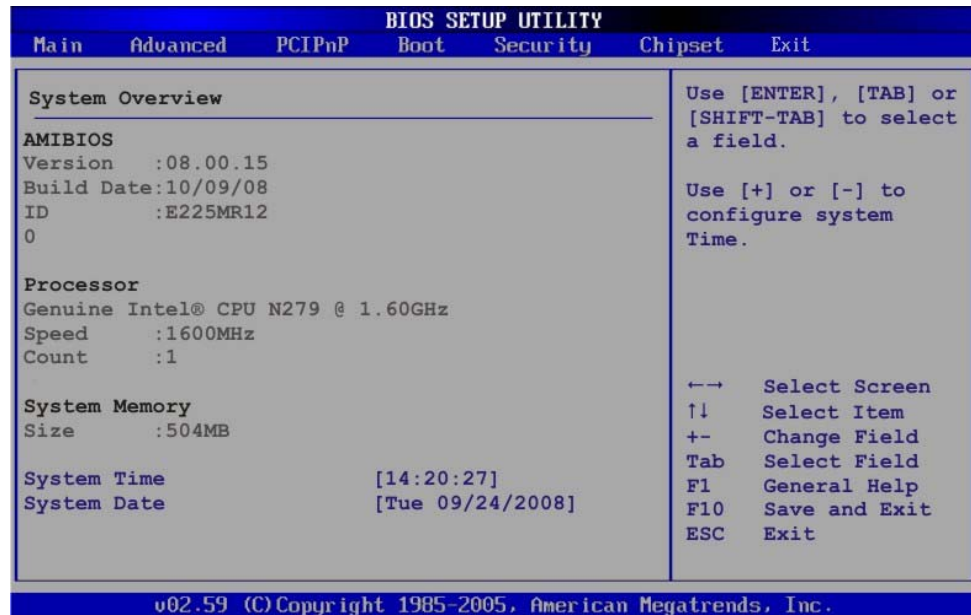 BIOS SETUP UTILITY
Main Advanced PCIPnP Boot Security Chipset Exit
System Overview
AMIBIOS
Version :08.00.15
Build Date:10/09/08
ID :E225MR12
0
Processor
Genuine Intel® CPU N279 @ 1.60GHz
Speed :1600MHz
Count :1
System Memory
Size :504MB
System Time [14:20:27]
System Date [Tue 09/24/2008]
Use [ENTER], [TAB] or
[SHIFT-TAB] to select
a field.
Use [+] or [-] to
configure system
Time.
←→ Select Screen
↑↓ Select Item
+- Change Field
Tab Select Field
F1 General Help
F10 Save and Exit
ESC Exit
v02.59 (C)Copyright 1985-2005, American Megatrends, Inc.